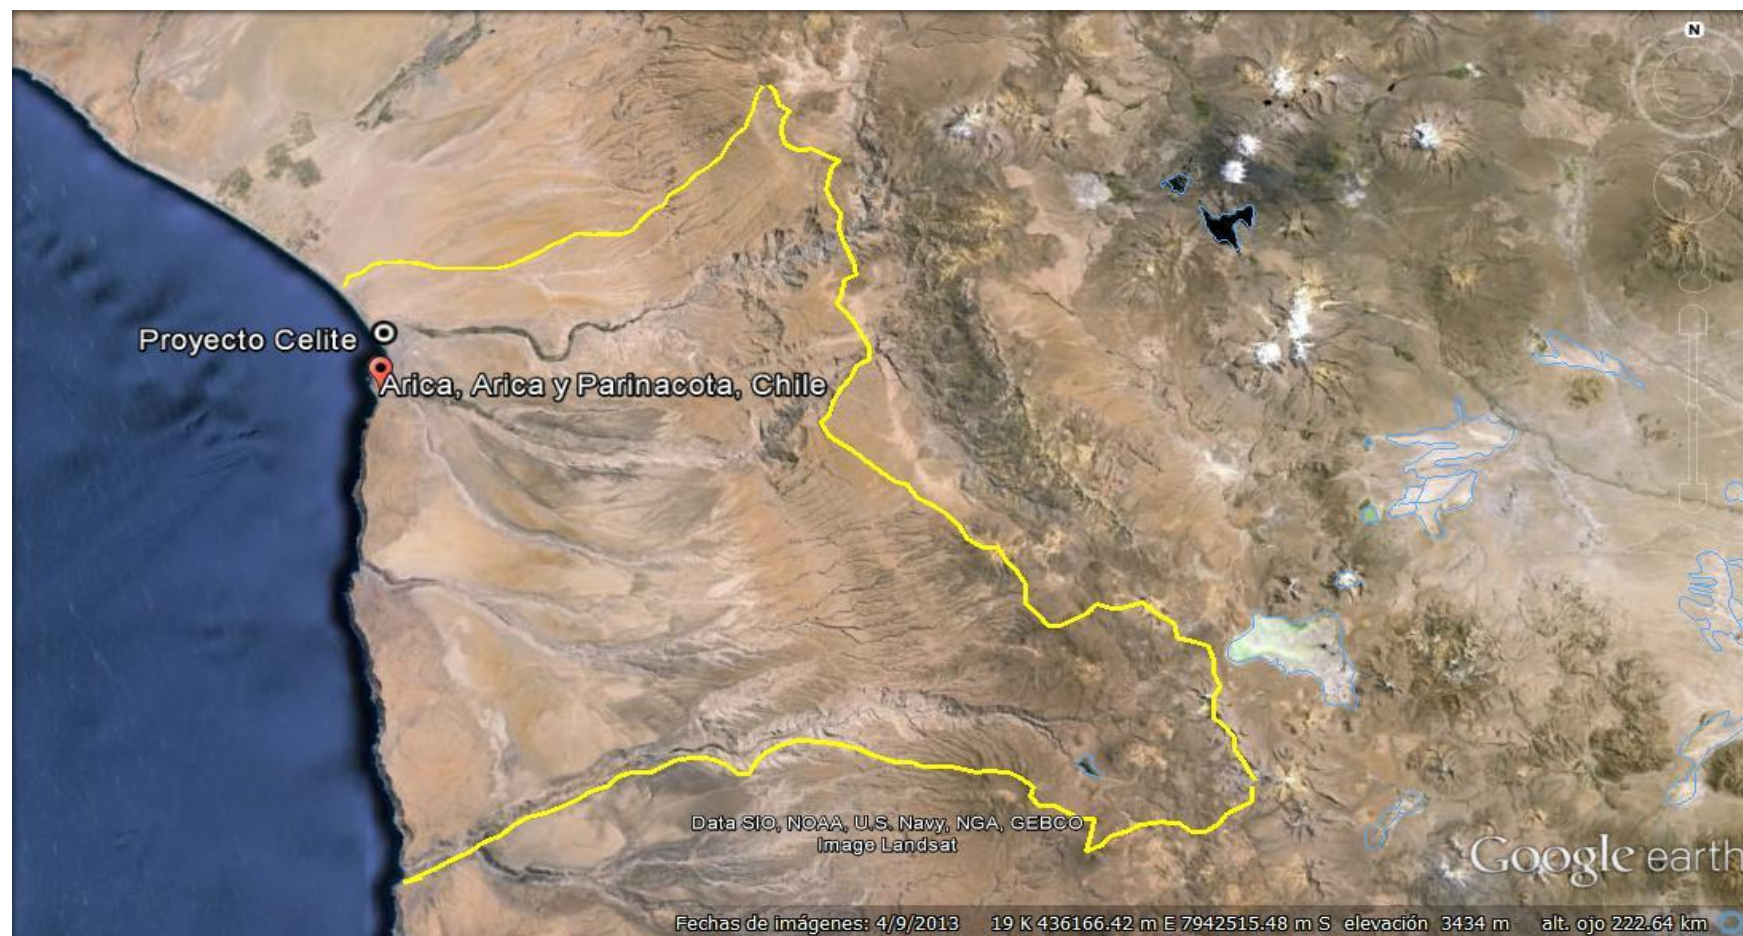 N
Proyecto Celite
Arica, Arica y Parinacota, Chile
Data SIO, NOAA, U.S. Navy, NGA, GEBCO
Image Landsat
Google earth
Fechas de imágenes: 4/9/2013 19 K 436166.42 m E 7942515.48 m S elevación 3434 m alt. ojo 222.64 km